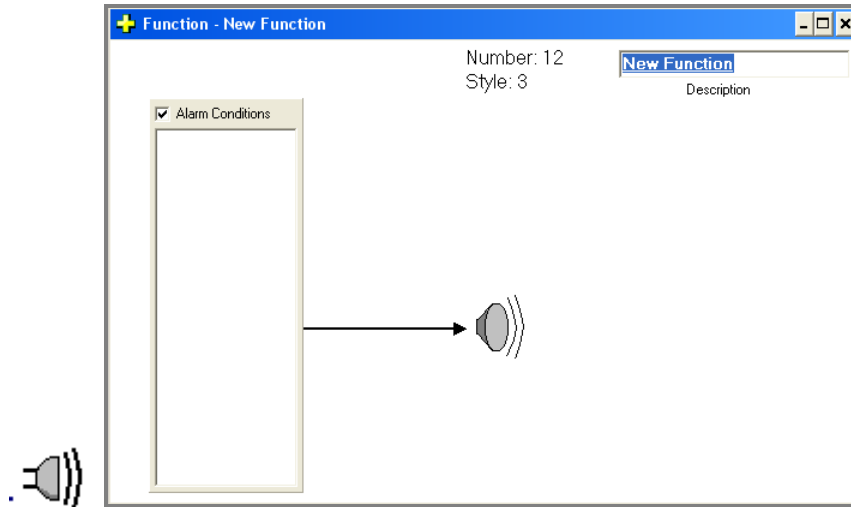 Function - New Function
Number: 12
Style: 3
New Function
Description
Alarm Conditions
.